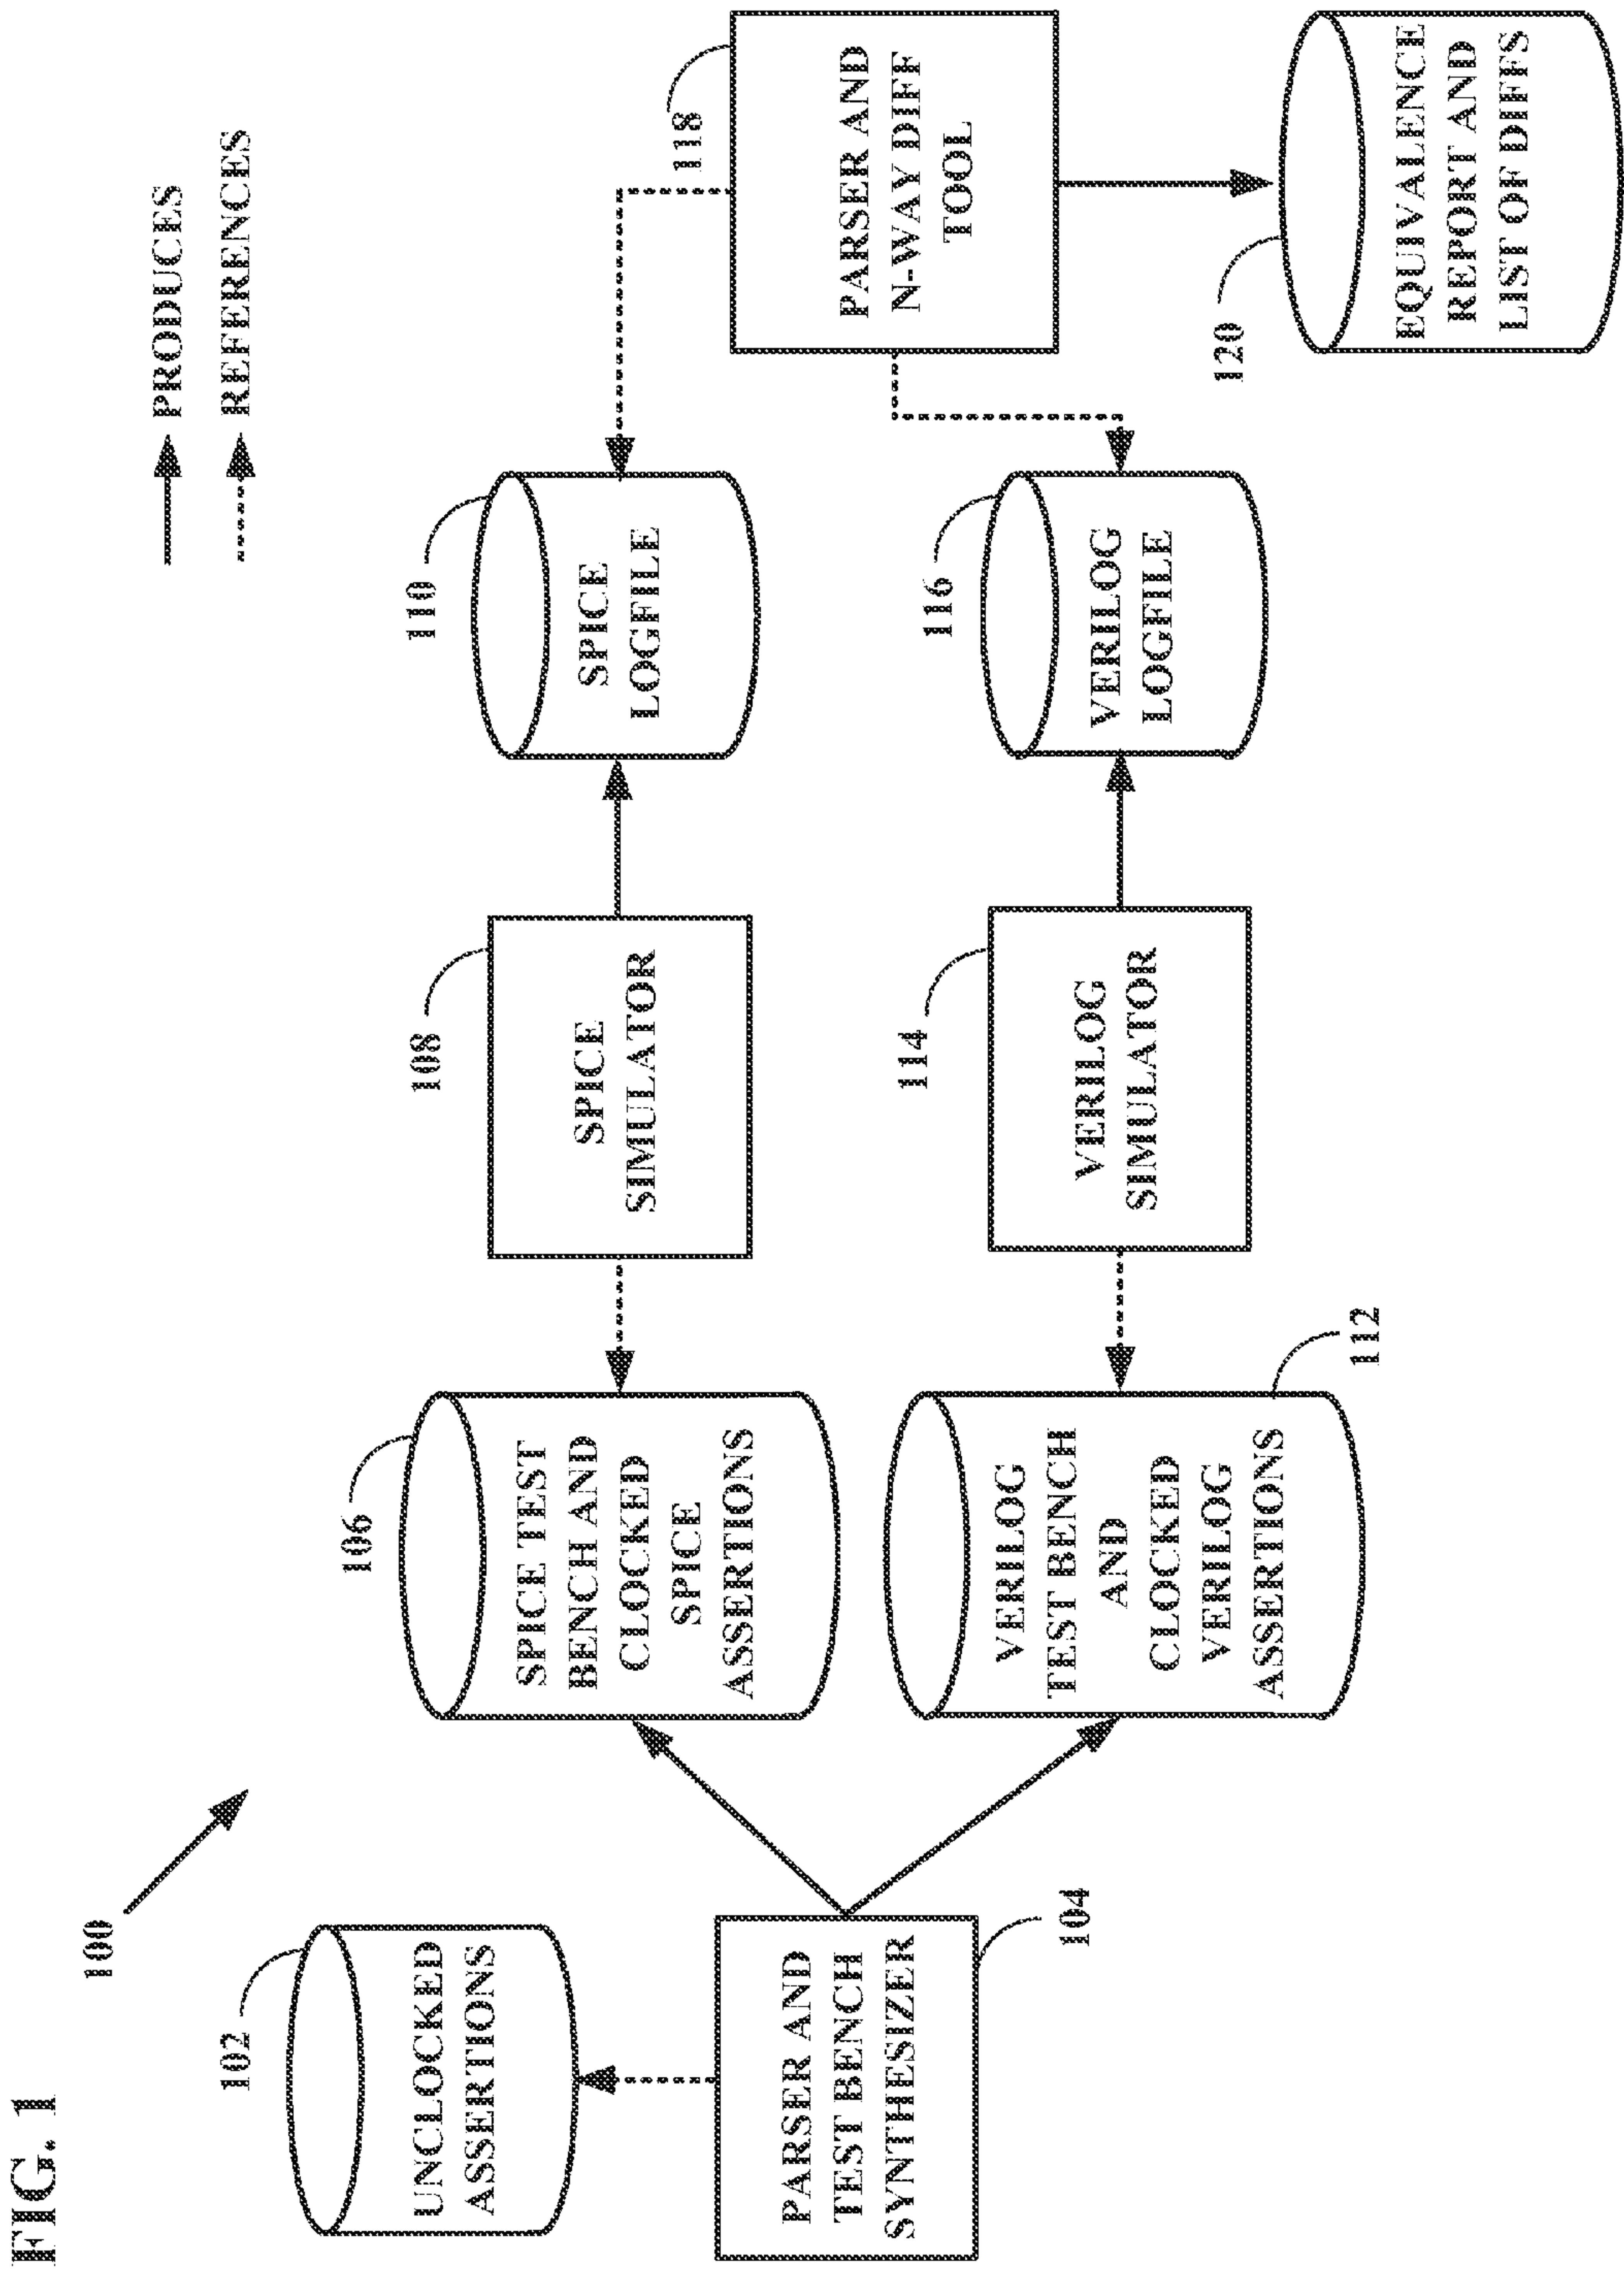 FIG. 1
100
PRODUCES
REFERENCES
102
UNCLOCKED
ASSERTIONS
PARSER AND
TEST BENCH
SYNTHESIZER
104
106
SPICE TEST
BENCH AND
CLOCKED
SPICE
ASSERTIONS
108
SPICE
SIMULATOR
110
SPICE
LOGFILE
VERILOG
TEST BENCH
AND
CLOCKED
VERILOG
ASSERTIONS
112
114
VERILOG
SIMULATOR
116
VERILOG
LOGFILE
118
PARSER AND
N-WAY DIFF
TOOL
120
EQUIVALENCE
REPORT AND
LIST OF DIFFS